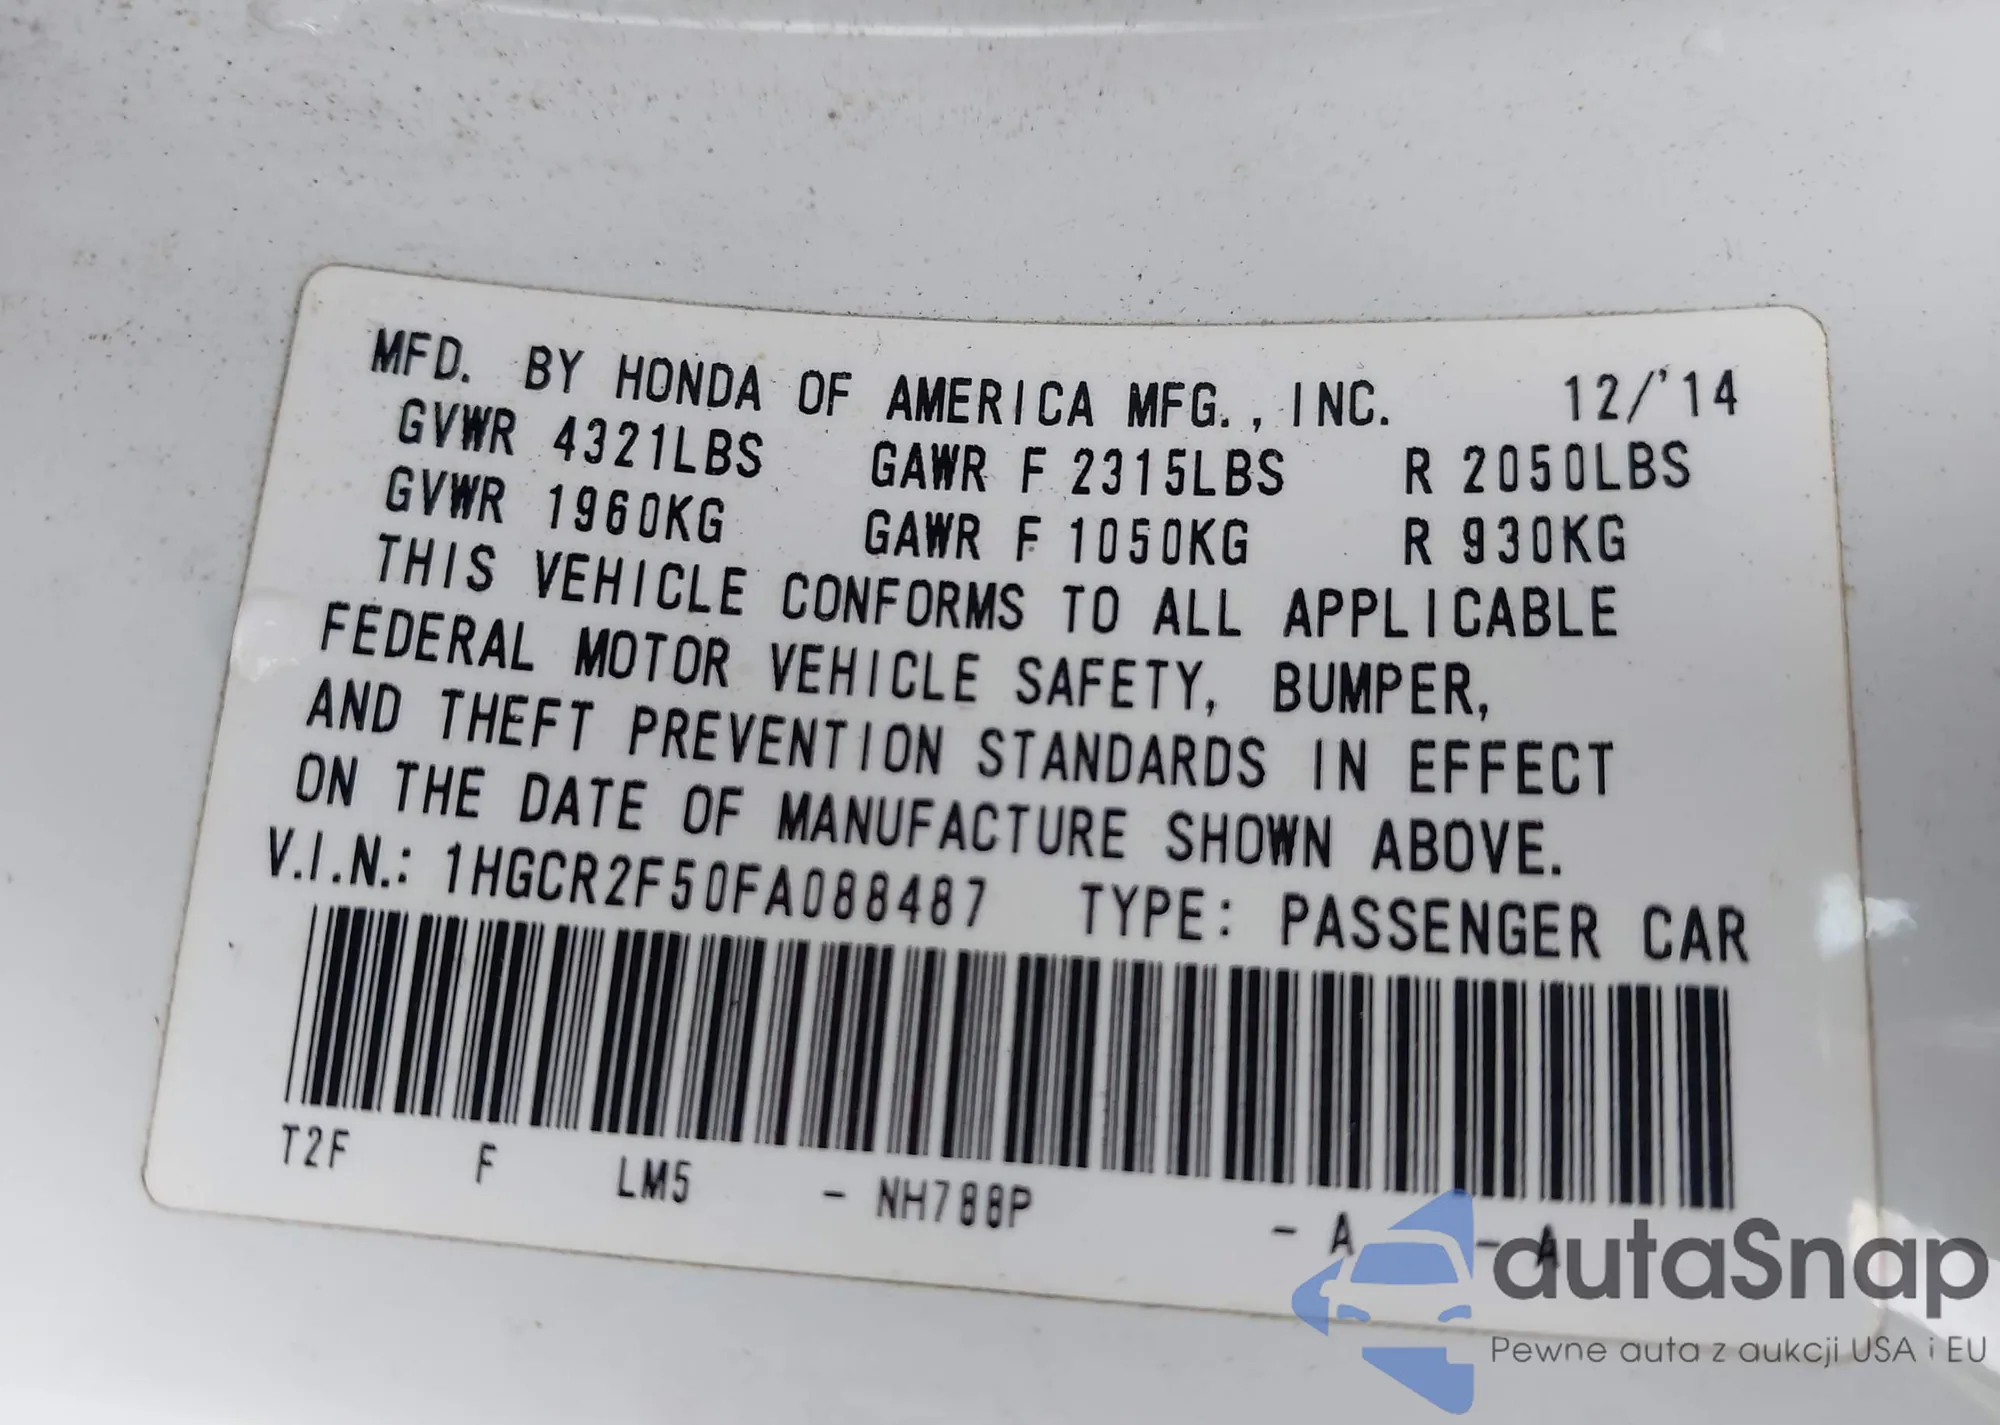 MFD. BY HONDA OF AMERICA MFG., INC. 12/'14
GVWR 4321LBS GAWR F 2315LBS R 2050LBS
GVWR 1960KG GAWR F 1050KG R 930KG
THIS VEHICLE CONFORMS TO ALL APPLICABLE
FEDERAL MOTOR VEHICLE SAFETY, BUMPER,
AND THEFT PREVENTION STANDARDS IN EFFECT
ON THE DATE OF MANUFACTURE SHOWN ABOVE.
V.I.N.: 1HGCR2F50FA088487 TYPE: PASSENGER CAR
T2F F LM5 - NH788P - A - A
autaSnap
Pewne auta z aukcji USA i EU